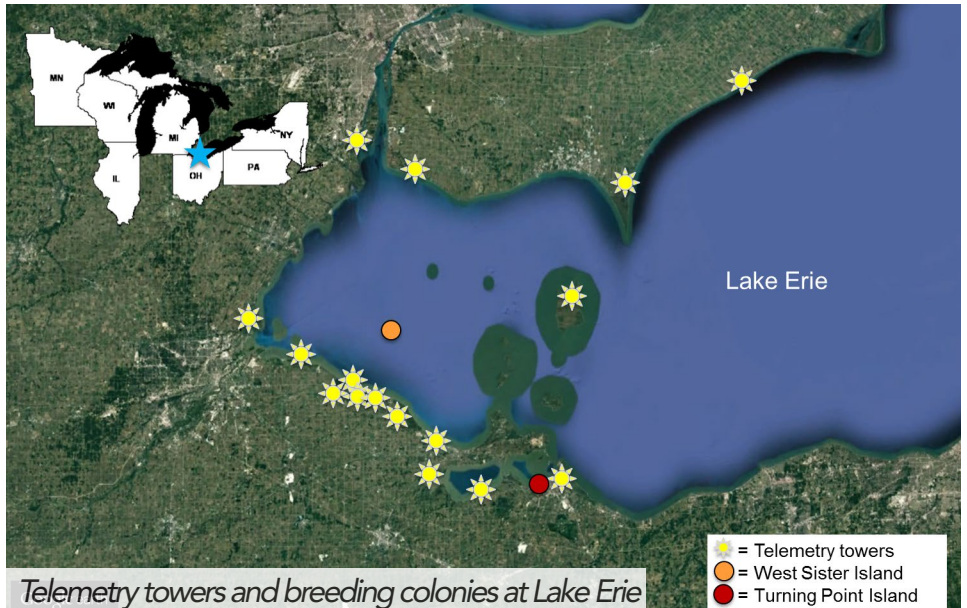 MN
WI
MI
NY
IL
OH
PA
Lake Erie
= Telemetry towers
= West Sister Island
= Turning Point Island
Telemetry towers and breeding colonies at Lake Erie